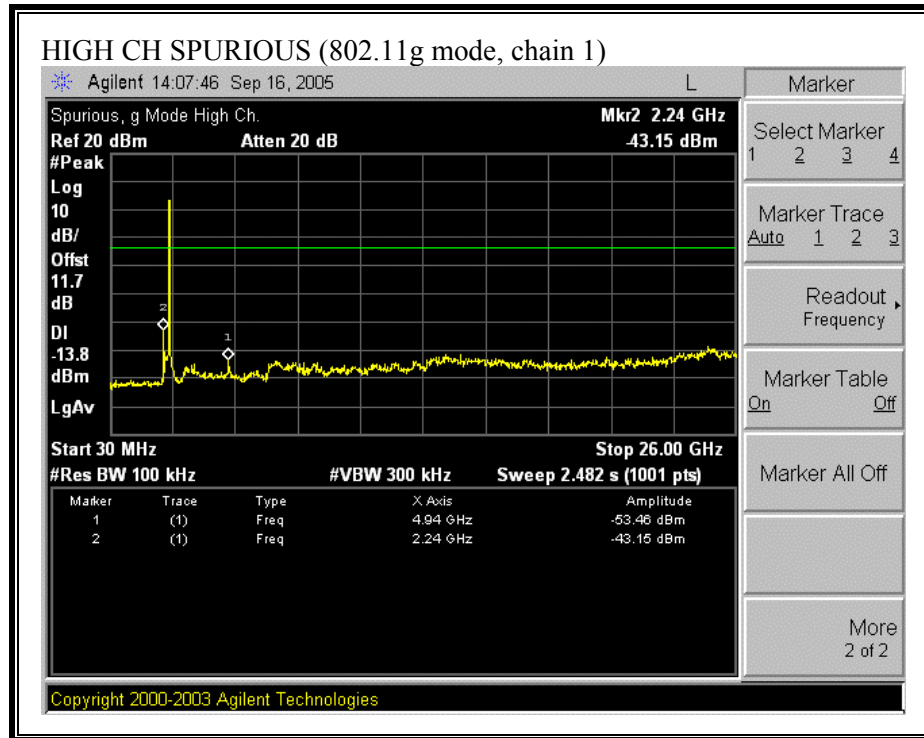 HIGH CH SPURIOUS (802.11g mode, chain 1)
Agilent 14:07:46 Sep 16, 2005 L
Spurious, g Mode High Ch. Mkr2 2.24 GHz
Ref 20 dBm Atten 20 dB -43.15 dBm
#Peak
Log
10
dB/
Offst
11.7
dB
DI
-13.8
dBm
LgAv
2
1
Start 30 MHz Stop 26.00 GHz
#Res BW 100 kHz #VBW 300 kHz Sweep 2.482 s (1001 pts)
Marker Trace Type X Axis Amplitude
1 (1) Freq 4.94 GHz -53.46 dBm
2 (1) Freq 2.24 GHz -43.15 dBm
Marker
Select Marker
1 2 3 4
Marker Trace
Auto 1 2 3
Readout
Frequency
Marker Table
On Off
Marker All Off
More
2 of 2
Copyright 2000-2003 Agilent Technologies